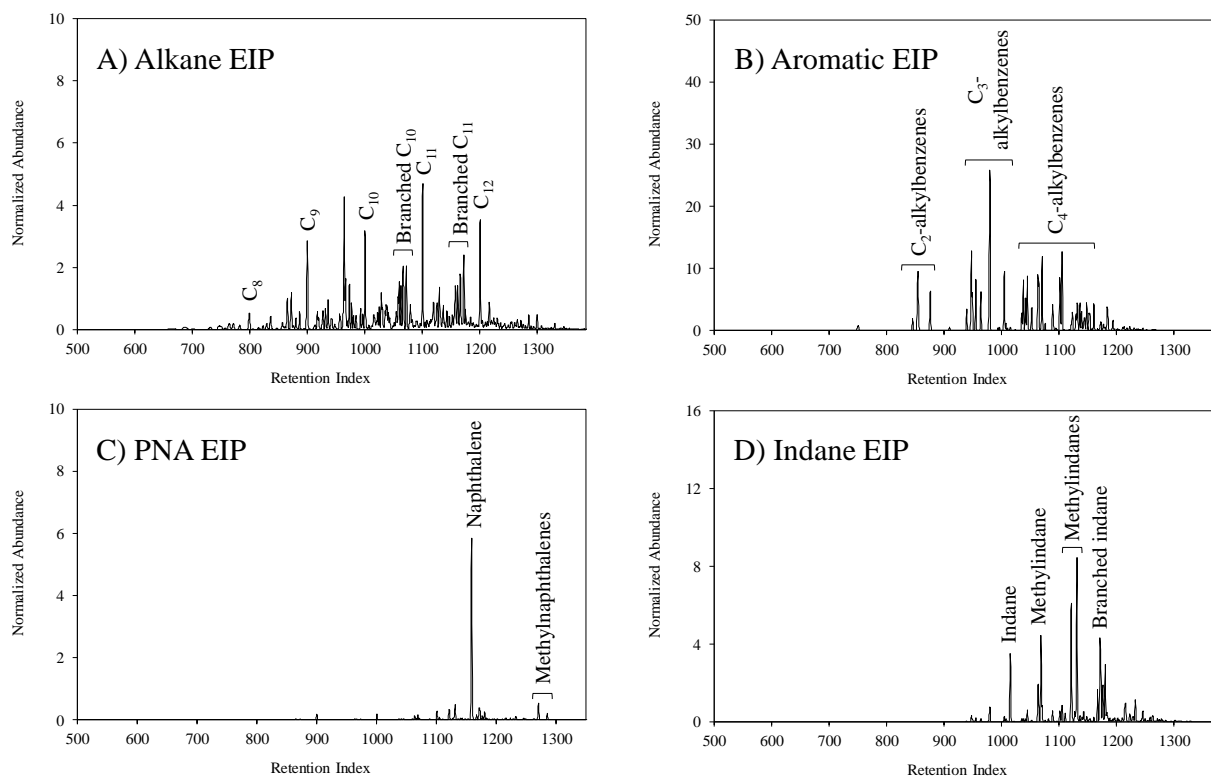 A) Alkane EIP
Normalized Abundance
10
8
6
4
2
0
C₈
C₉
C₁₀
Branched C₁₀
C₁₁
Branched C₁₁
C₁₂
500 600 700 800 900 1000 1100 1200 1300
Retention Index
B) Aromatic EIP
Normalized Abundance
50
40
30
20
10
0
C₂-alkylbenzenes
C₃-
alkylbenzenes
C₄-alkylbenzenes
500 600 700 800 900 1000 1100 1200 1300
Retention Index
C) PNA EIP
Normalized Abundance
10
8
6
4
2
0
Naphthalene
Methylnaphthalenes
500 600 700 800 900 1000 1100 1200 1300
Retention Index
D) Indane EIP
Normalized Abundance
16
12
8
4
0
Indane
Methylindane
Methylindanes
Branched indane
500 600 700 800 900 1000 1100 1200 1300
Retention Index